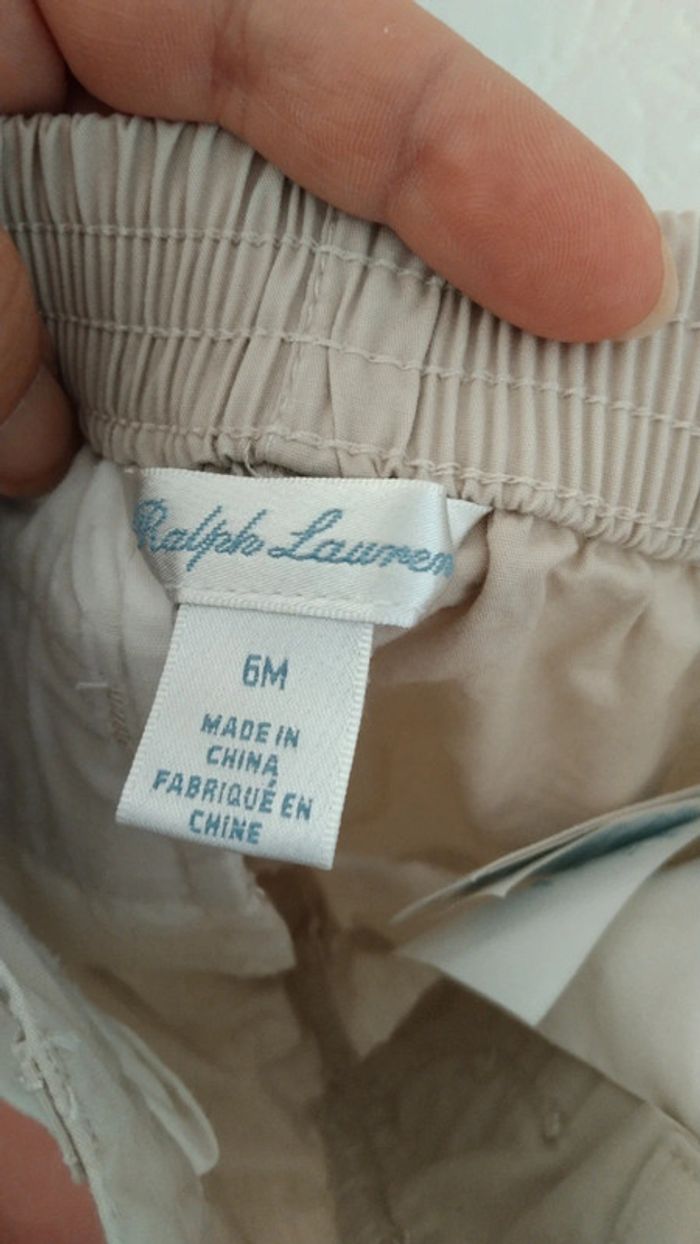 Ralph Lauren
6M
MADE IN
CHINA
FABRIQUÉ EN
CHINE